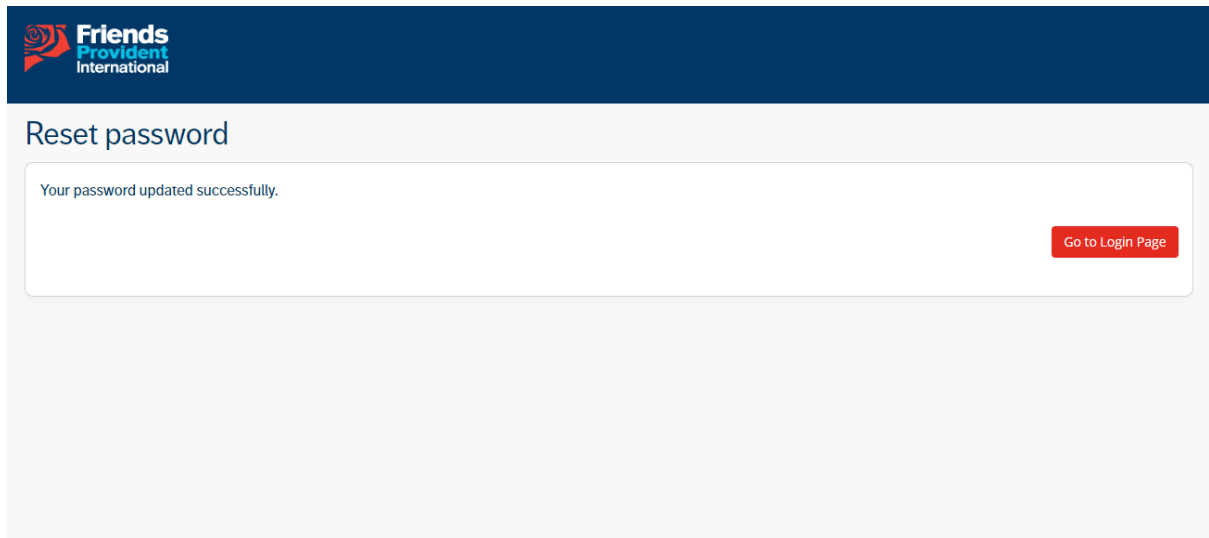 Friends
Provident
International
Reset password
Your password updated successfully.
Go to Login Page